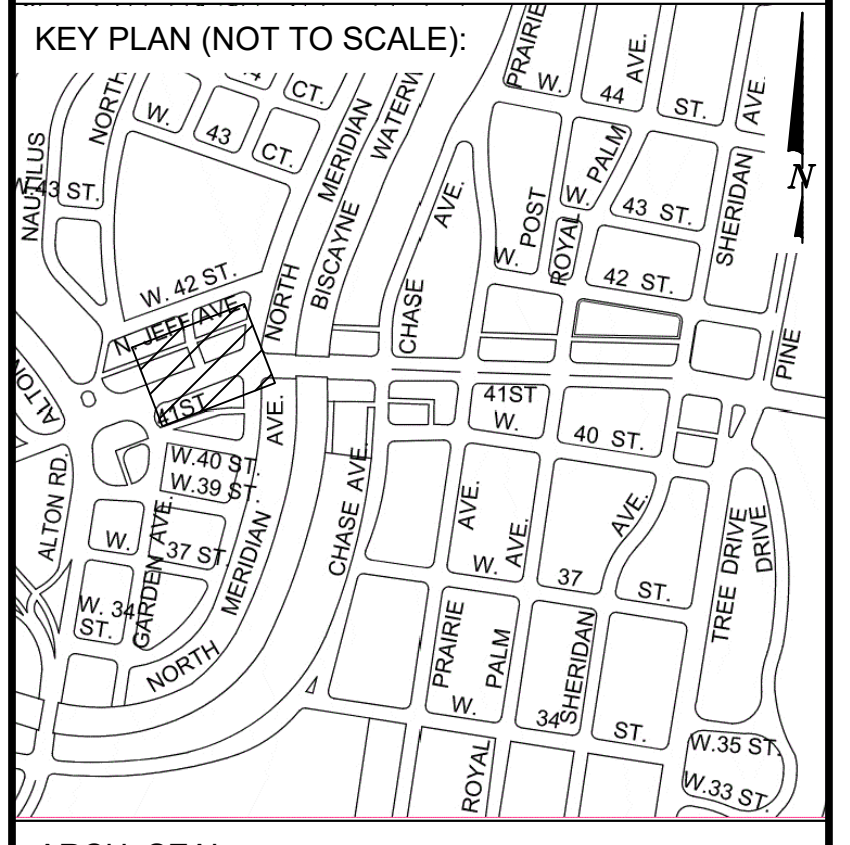 KEY PLAN (NOT TO SCALE):
PRAIRIE
W. 44 ST.
AVE.
AVE.
NORTH
W. 43 CT.
CT.
MERIDIAN
WATERW
N
NAUTILUS
W.43 ST.
W. PALM
SHERIDAN
AVE.
POST
W. 43 ST.
ROYAL
BISCAYNE
W. 42 ST.
42 ST.
NORTH
CHASE
N. JEFF AVE
PINE
ALTON
41ST
AVE.
41ST
W. 40 ST.
W.40 ST.
W.39 ST.
ALTON RD.
CHASE AVE.
AVE.
AVE.
AVE.
TREE DRIVE
DRIVE
W. 37 ST.
GARDEN AVE.
MERIDIAN
W. 37 ST.
W. 34
ST.
NORTH
PRAIRIE
PALM
SHERIDAN
W. 34 ST.
ROYAL
W.35 ST.
W.33 ST.